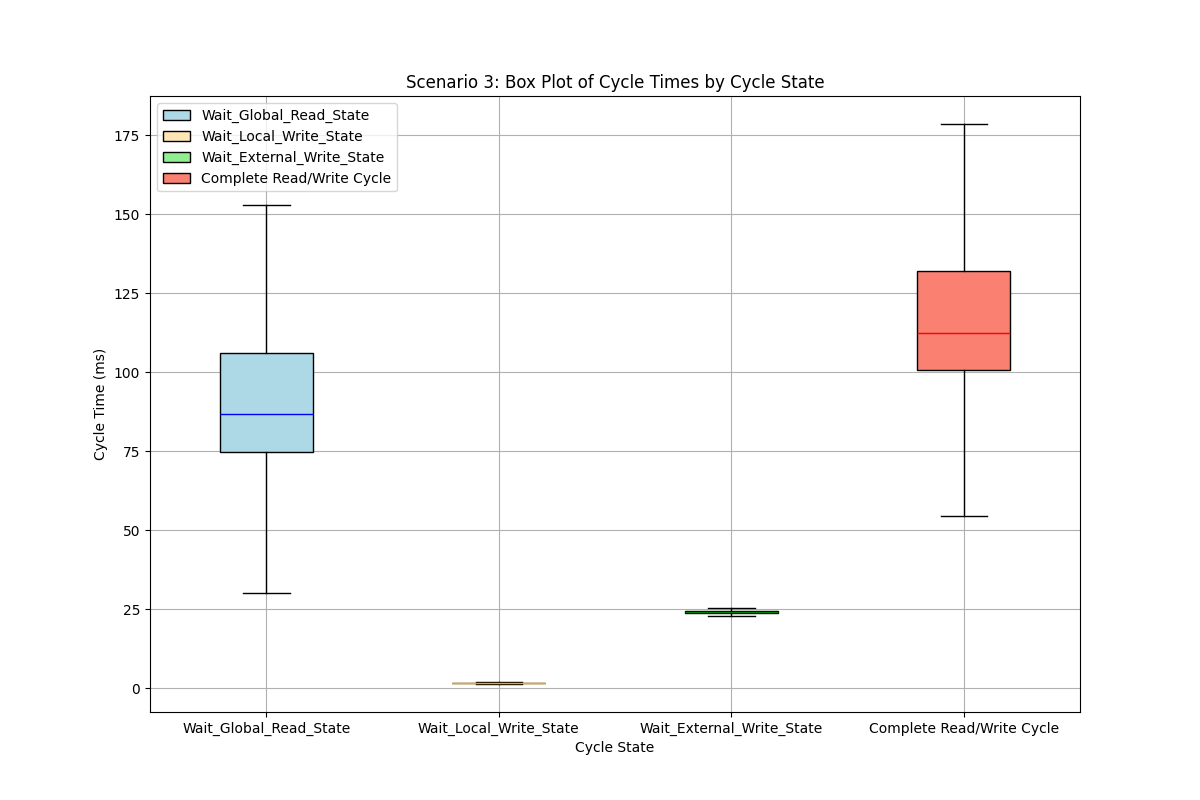 Scenario 3: Box Plot of Cycle Times by Cycle State
Wait_Global_Read_State
Wait_Local_Write_State
Wait_External_Write_State
Complete Read/Write Cycle
175
150
125
100
75
50
25
0
Cycle Time (ms)
Wait_Global_Read_State Wait_Local_Write_State Wait_External_Write_State Complete Read/Write Cycle
Cycle State